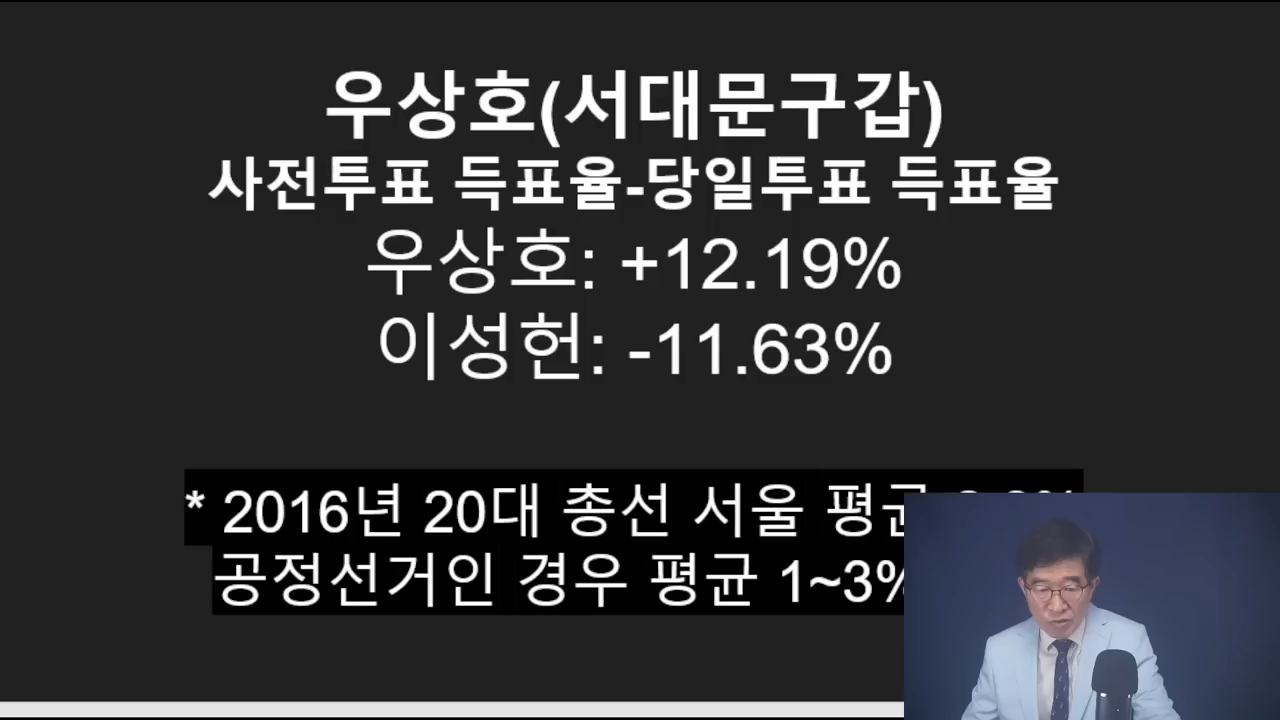 우상호(서대문구갑)
사전투표 득표율-당일투표 득표율
우상호: +12.19%
이성헌: -11.63%
* 2016년 20대 총선 서울 평균
공정선거인 경우 평균 1~3%